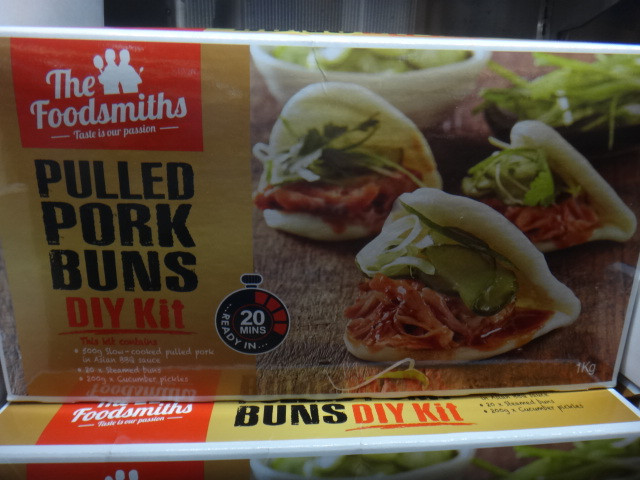 The
Foodsmiths
Taste is our passion
PULLED
PORK
BUNS
DIY Kit
This kit contains
• 500g Slow-cooked pulled pork
in Asian BBQ sauce
• 20 x Steamed buns
• 200g x Cucumber pickles
READY IN...
20
MINS
1Kg
The
Foodsmiths
Taste is our passion
BUNS DIY Kit
• 20 x Steamed buns
• 200g x Cucumber pickles
The